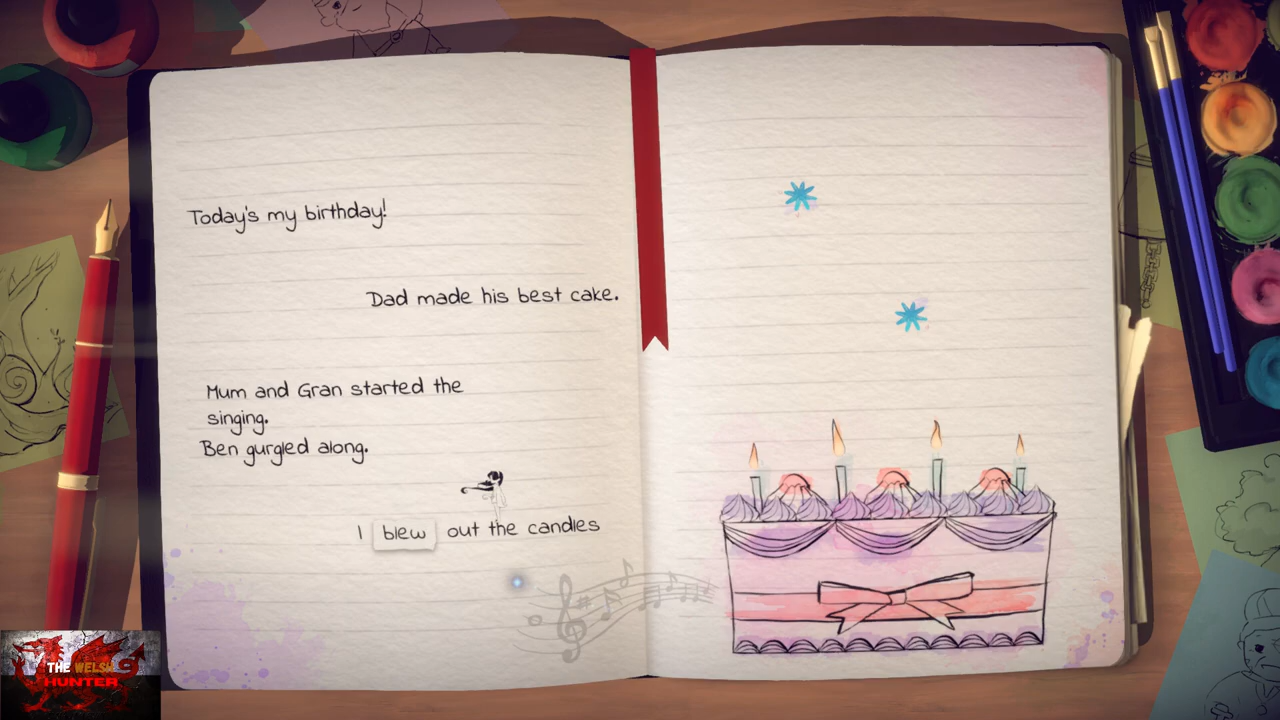 Today's my birthday!
Dad made his best cake.
Mum and Gran started the
singing.
Ben gurgled along.
I blew out the candles
THE WELSH
HUNTER